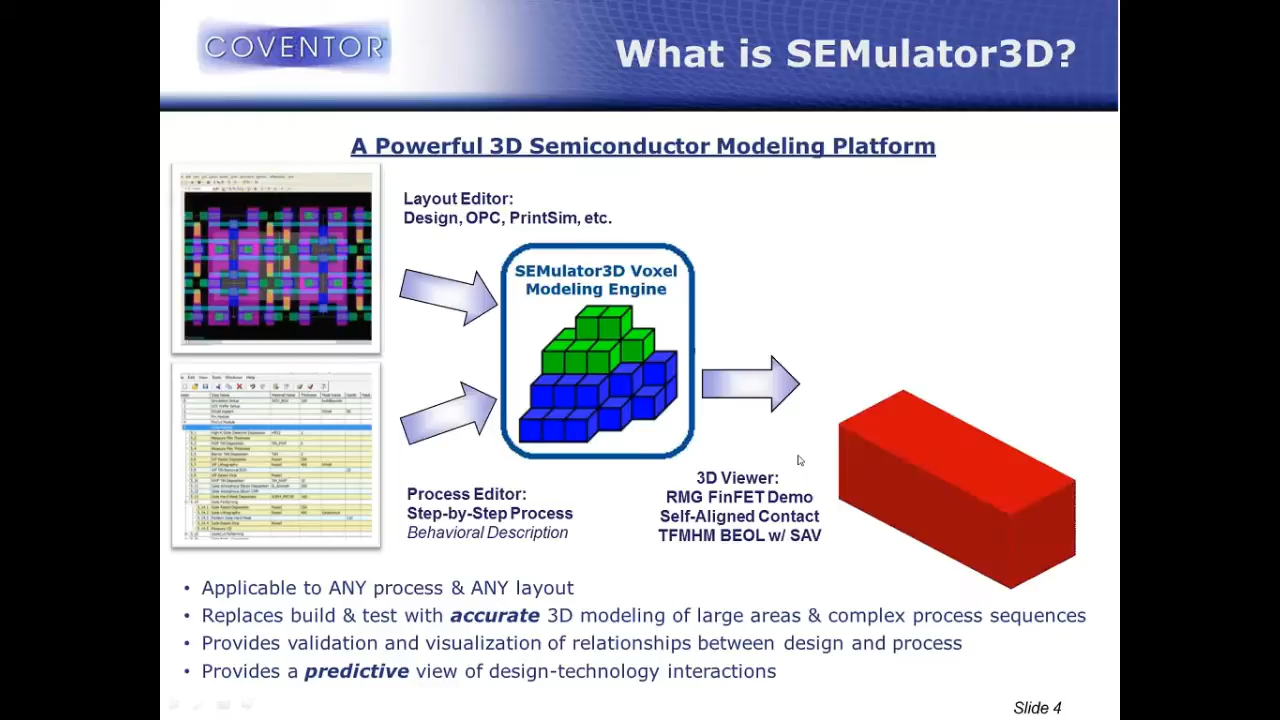 COVENTOR
What is SEMulator3D?
A Powerful 3D Semiconductor Modeling Platform
Layout Editor:
Design, OPC, PrintSim, etc.
SEMulator3D Voxel
Modeling Engine
Process Editor:
Step-by-Step Process
Behavioral Description
3D Viewer:
RMG FinFET Demo
Self-Aligned Contact
TFMHM BEOL w/ SAV
• Applicable to ANY process & ANY layout
• Replaces build & test with accurate 3D modeling of large areas & complex process sequences
• Provides validation and visualization of relationships between design and process
• Provides a predictive view of design-technology interactions
Slide 4